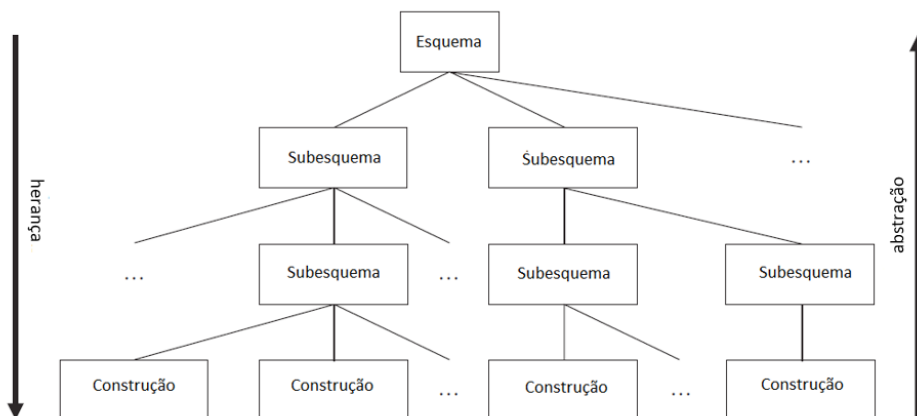 Esquema
Subesquema
Subesquema
...
herança
abstração
...
Subesquema
...
Subesquema
Subesquema
Construção
Construção
...
Construção
...
Construção